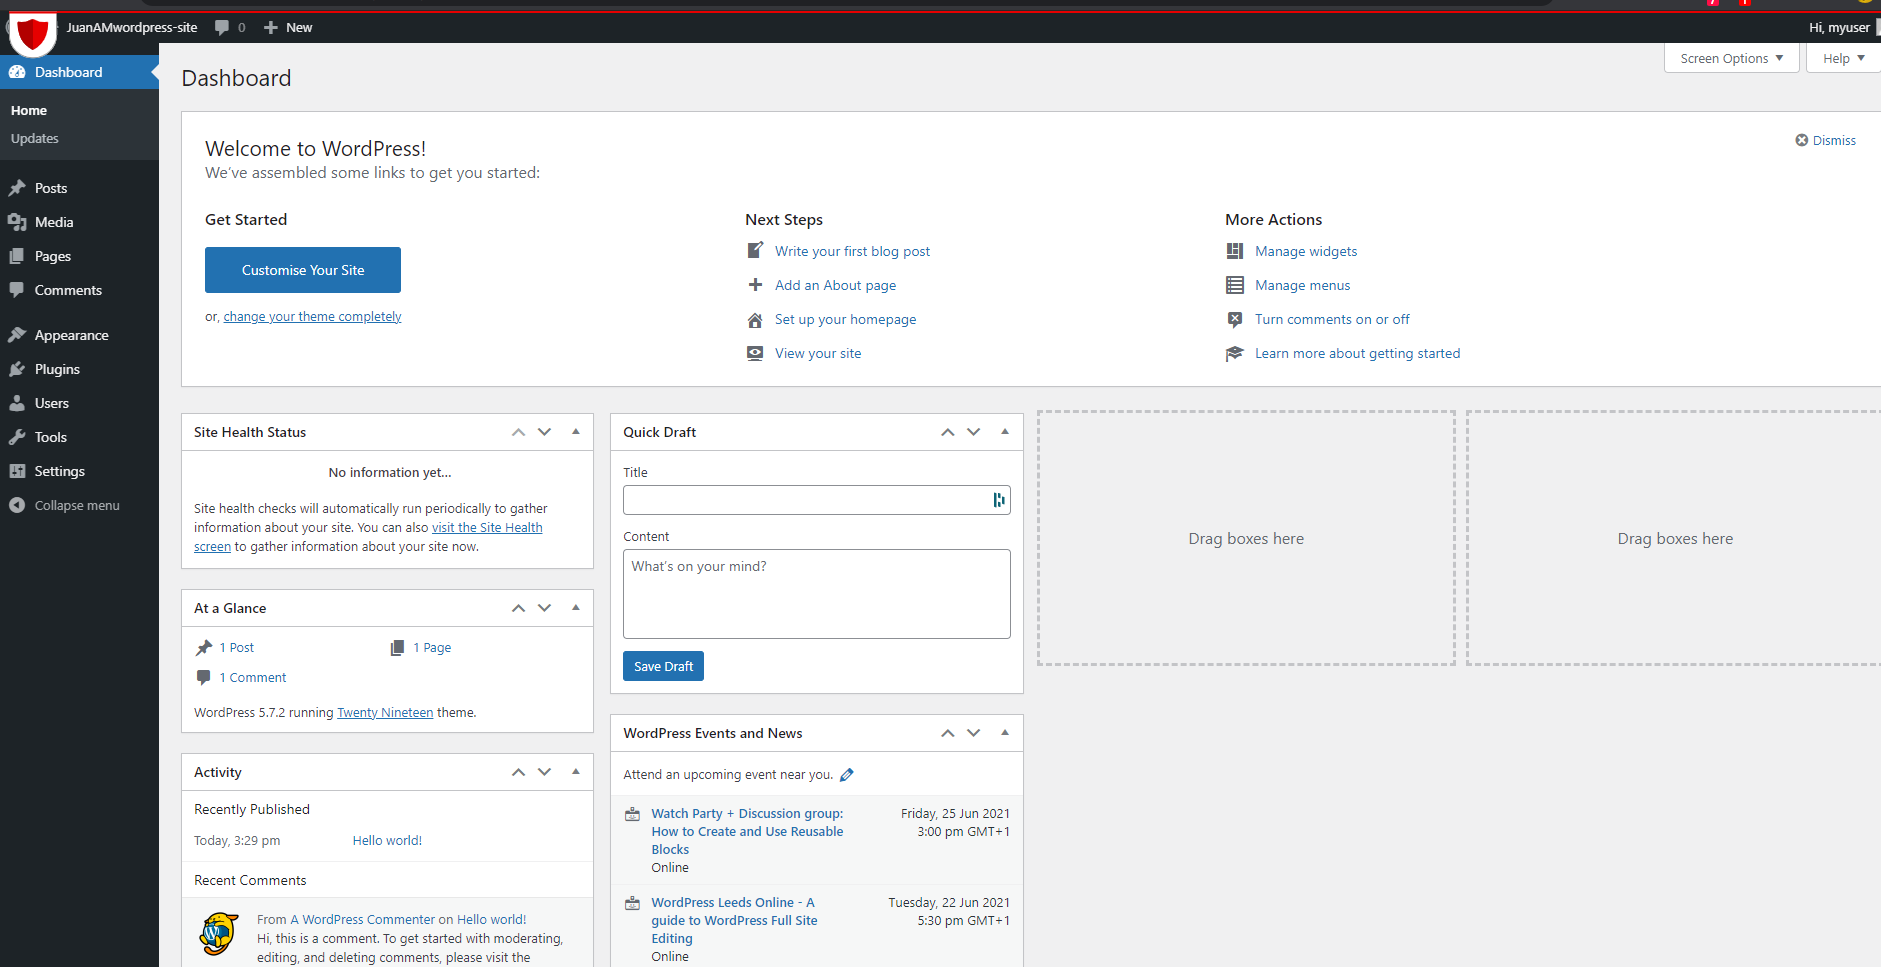 JuanAMwordpress-site
0
New
Hi, myuser
Dashboard
Home
Updates
Posts
Media
Pages
Comments
Appearance
Plugins
Users
Tools
Settings
Collapse menu
Dashboard
Screen Options
Help
Welcome to WordPress!
We've assembled some links to get you started:
Dismiss
Get Started
Customise Your Site
or, change your theme completely
Next Steps
Write your first blog post
Add an About page
Set up your homepage
View your site
More Actions
Manage widgets
Manage menus
Turn comments on or off
Learn more about getting started
Site Health Status
No information yet...
Site health checks will automatically run periodically to gather
information about your site. You can also visit the Site Health
screen to gather information about your site now.
At a Glance
1 Post
1 Page
1 Comment
WordPress 5.7.2 running Twenty Nineteen theme.
Activity
Recently Published
Today, 3:29 pm
Hello world!
Recent Comments
From A WordPress Commenter on Hello world!
Hi, this is a comment. To get started with moderating,
editing, and deleting comments, please visit the
Quick Draft
Title
Content
What's on your mind?
Save Draft
WordPress Events and News
Attend an upcoming event near you.
Watch Party + Discussion group:
How to Create and Use Reusable
Blocks
Online
Friday, 25 Jun 2021
3:00 pm GMT+1
WordPress Leeds Online - A
guide to WordPress Full Site
Editing
Online
Tuesday, 22 Jun 2021
5:30 pm GMT+1
Drag boxes here
Drag boxes here